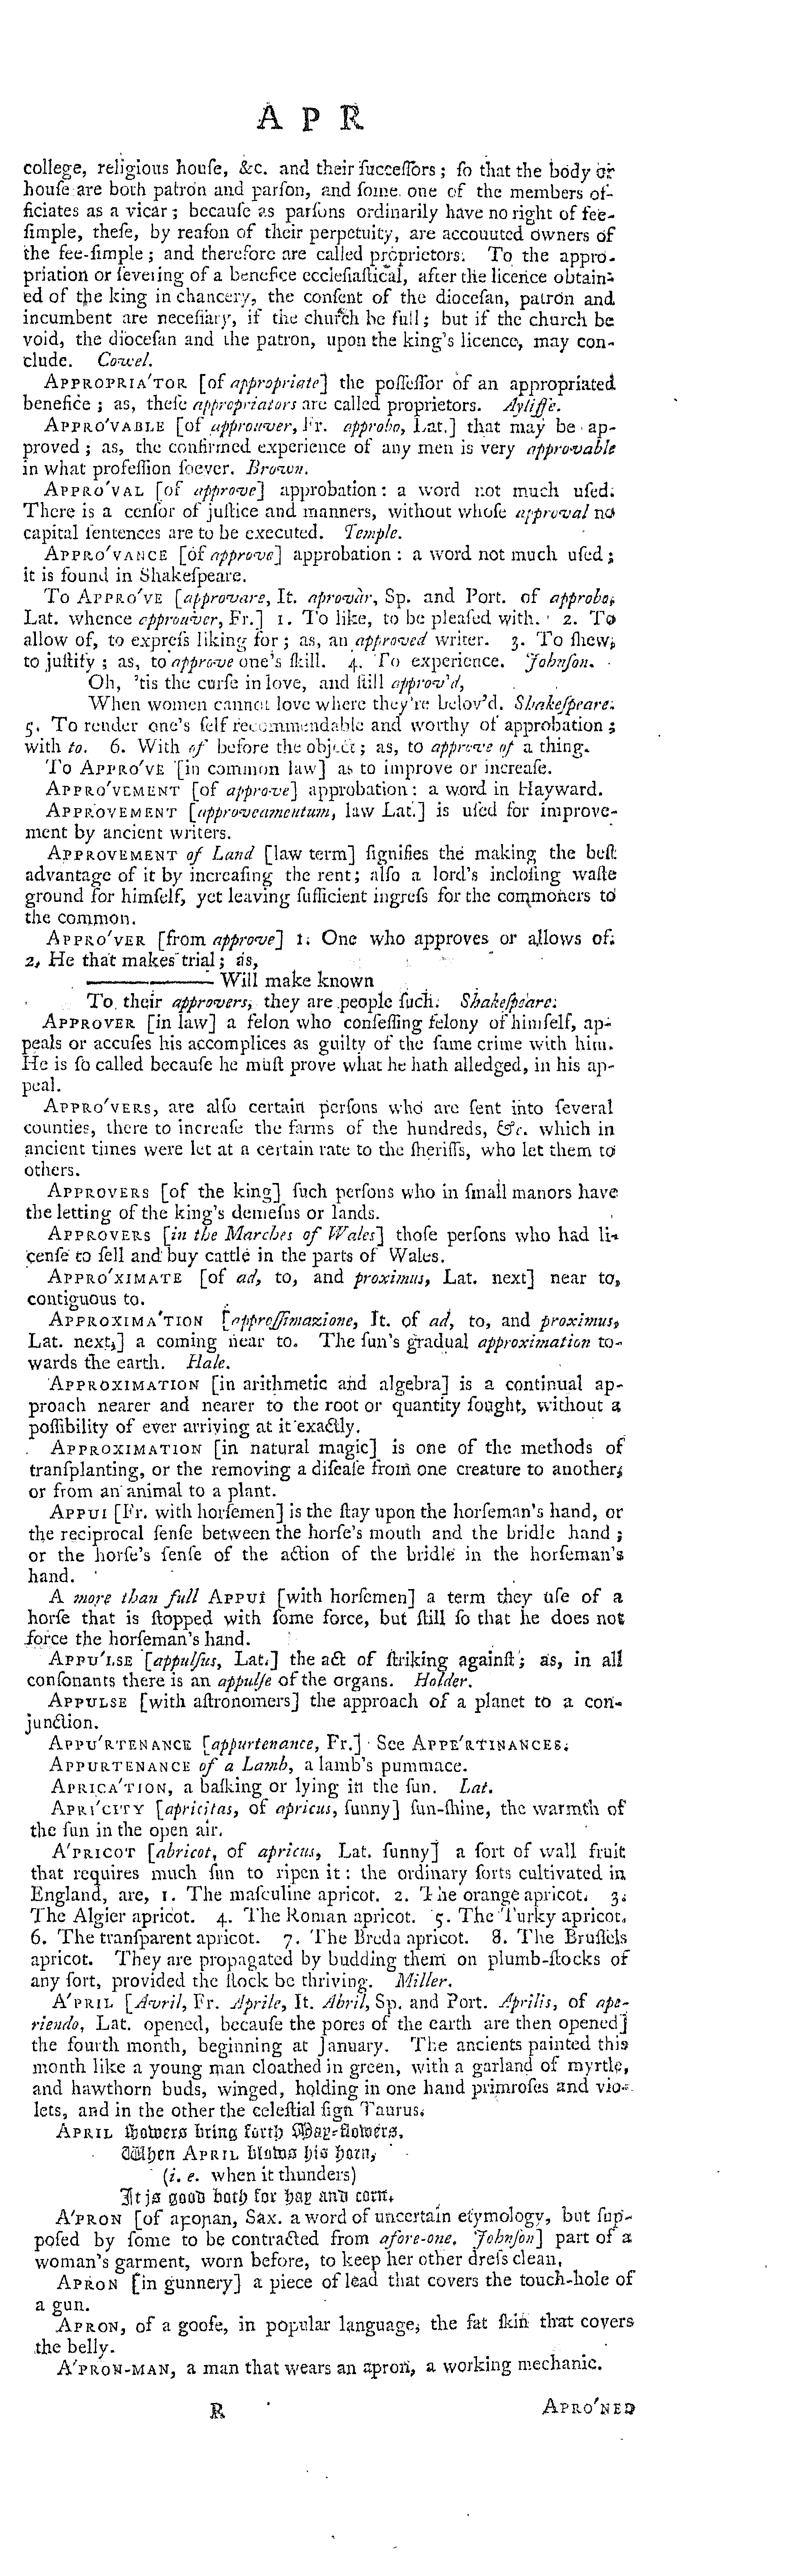 A P R
college, religious houſe, &c. and their ſucceſſors; ſo that the body or
houſe are both patron and parſon, and ſome one of the members of-
ficiates as a vicar; becauſe as parſons ordinarily have no right of fee-
ſimple, theſe, by reaſon of their perpetuity, are accouuted owners of
the fee-ſimple; and therefore are called proprietors. To the appro-
priation or ſevering of a benefice eccleſiaſtical, after the licence obtain-
ed of the king in chancery, the conſent of the dioceſan, patron and
incumbent are neceſſary, if the church be full; but if the church be
void, the dioceſan and the patron, upon the king's licence, may con-
clude. Cowel.
APPROPRIA'TOR [of appropriate] the poſſeſſor of an appropriated
benefice; as, theſe appropriators are called proprietors. Ayliffe.
APPRO'VABLE [of approuver, Fr. approbo, Lat.] that may be ap-
proved; as, the confirmed experience of any men is very approvable
in what profeſſion ſoever. Brown.
APPRO'VAL [of approve] approbation: a word not much uſed.
There is a cenſor of juſtice and manners, without whoſe approval no
capital ſentences are to be executed. Temple.
APPRO'VANCE [of approve] approbation: a word not much uſed;
it is found in Shakeſpeare.
To APPRO'VE [approvare, It. aprovàr, Sp. and Port. of approbo,
Lat. whence approuver, Fr.] 1. To like, to be pleaſed with. 2. To
allow of, to expreſs liking for; as, an approved writer. 3. To ſhew,
to juſtify; as, to approve one's ſkill. 4. To experience. Johnſon.
Oh, 'tis the curſe in love, and ſtill approv'd,
When women cannot love where they're belov'd. Shakeſpeare.
5. To render one's ſelf recommendable and worthy of approbation;
with to. 6. With of before the object; as, to approve of a thing.
To APPRO'VE [in common law] as to improve or increaſe.
APPRO'VEMENT [of approve] approbation: a word in Hayward.
APPROVEMENT [approveamentum, law Lat.] is uſed for improve-
ment by ancient writers.
APPROVEMENT of Land [law term] ſignifies the making the beſt
advantage of it by increaſing the rent; alſo a lord's incloſing waſte
ground for himſelf, yet leaving ſufficient ingreſs for the commoners to
the common.
APPRO'VER [from approve] 1. One who approves or allows of.
2. He that makes trial; as,
———— Will make known
To their approvers, they are people ſuch. Shakeſpeare.
APPROVER [in law] a felon who confeſſing felony of himſelf, ap-
peals or accuſes his accomplices as guilty of the ſame crime with him.
He is ſo called becauſe he muſt prove what he hath alledged, in his ap-
peal.
APPRO'VERS, are alſo certain perſons who are ſent into ſeveral
counties, there to increaſe the farms of the hundreds, &c. which in
ancient times were let at a certain rate to the ſheriffs, who let them to
others.
APPROVERS [of the king] ſuch perſons who in ſmall manors have
the letting of the king's demeſns or lands.
APPROVERS [in the Marches of Wales] thoſe perſons who had li-
cenſe to ſell and buy cattle in the parts of Wales.
APPRO'XIMATE [of ad, to, and proximus, Lat. next] near to,
contiguous to.
APPROXIMA'TION [appreſſimazione, It. of ad, to, and proximus,
Lat. next,] a coming near to. The ſun's gradual approximation to-
wards the earth. Hale.
APPROXIMATION [in arithmetic and algebra] is a continual ap-
proach nearer and nearer to the root or quantity ſought, without a
poſſibility of ever arriving at it exactly.
APPROXIMATION [in natural magic] is one of the methods of
tranſplanting, or the removing a diſeaſe from one creature to another,
or from an animal to a plant.
APPUI [Fr. with horſemen] is the ſtay upon the horſeman's hand, or
the reciprocal ſenſe between the horſe's mouth and the bridle hand;
or the horſe's ſenſe of the action of the bridle in the horſeman's
hand.
A more than full APPUI [with horſemen] a term they uſe of a
horſe that is ſtopped with ſome force, but ſtill ſo that he does not
force the horſeman's hand.
APPU'LSE [appulſus, Lat.] the act of ſtriking againſt; as, in all
conſonants there is an appulſe of the organs. Holder.
APPULSE [with aſtronomers] the approach of a planet to a con-
junction.
APPU'RTENANCE [appurtenance, Fr.] See APPE'RTINANCES.
APPURTENANCE of a Lamb, a lamb's pummace.
APRICA'TION, a baſking or lying in the ſun. Lat.
APRI'CITY [apricitas, of apricus, ſunny] ſun-ſhine, the warmth of
the ſun in the open air.
A'PRICOT [abricot, of apricus, Lat. ſunny] a ſort of wall fruit
that requires much ſun to ripen it: the ordinary ſorts cultivated in
England, are, 1. The maſculine apricot. 2. The orange apricot. 3.
The Algier apricot. 4. The Roman apricot. 5. The Turky apricot.
6. The tranſparent apricot. 7. The Breda apricot. 8. The Bruſſels
apricot. They are propagated by budding them on plumb-ſtocks of
any ſort, provided the ſtock be thriving. Miller.
A'PRIL [Avril, Fr. Aprile, It. Abril, Sp. and Port. Aprilis, of ape-
riendo, Lat. opened, becauſe the pores of the earth are then opened]
the fourth month, beginning at January. The ancients painted this
month like a young man cloathed in green, with a garland of myrtle,
and hawthorn buds, winged, holding in one hand primroſes and vio-
lets, and in the other the celeſtial ſign Taurus.
APRIL ſhowers bring forth May-flowers.
When APRIL blows his horn,
(i. e. when it thunders)
It is good both for hay and corn.
A'PRON [of aꝼoꞃan, Sax. a word of uncertain etymology, but ſup-
poſed by ſome to be contracted from afore-one. Johnſon] part of a
woman's garment, worn before, to keep her other dreſs clean.
APRON [in gunnery] a piece of lead that covers the touch-hole of
a gun.
APRON, of a gooſe, in popular language, the fat ſkin that covers
the belly.
A'PRON-MAN, a man that wears an apron, a working mechanic.
R APRO'NED